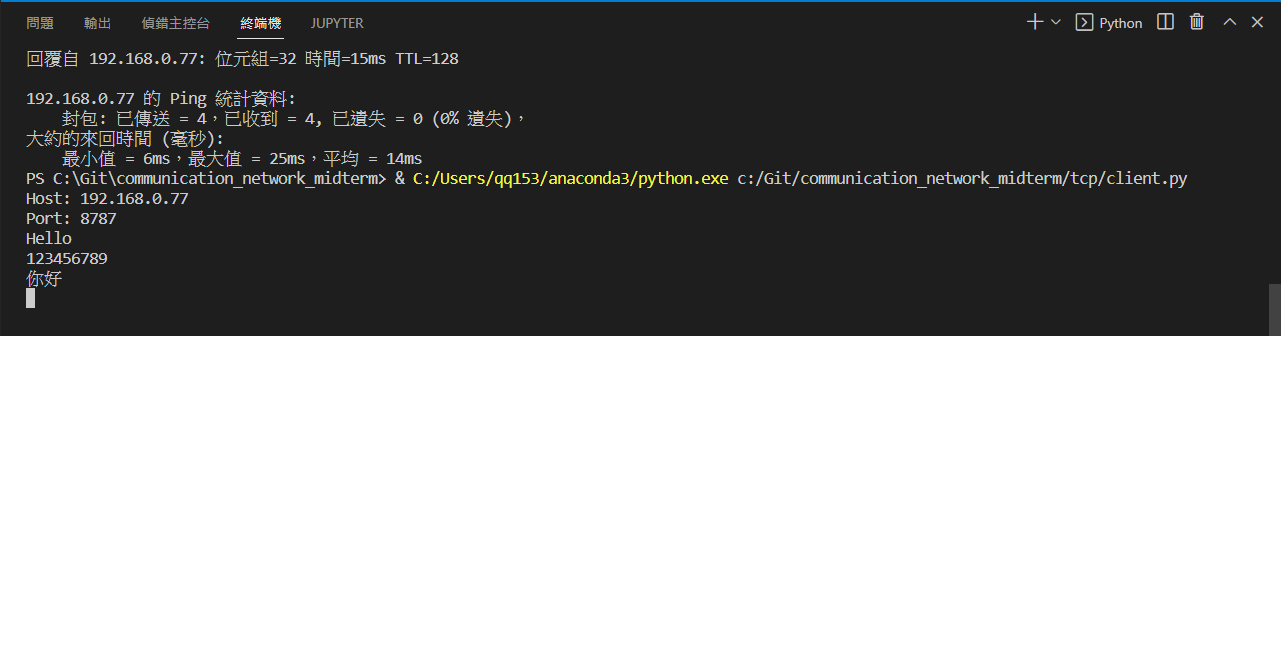 問題 輸出 偵錯主控台 終端機 JUPYTER Python
回覆自 192.168.0.77: 位元組=32 時間=15ms TTL=128
192.168.0.77 的 Ping 統計資料:
封包: 已傳送 = 4，已收到 = 4, 已遺失 = 0 (0% 遺失)，
大約的來回時間 (毫秒):
最小值 = 6ms，最大值 = 25ms，平均 = 14ms
PS C:\Git\communication_network_midterm> & C:/Users/qq153/anaconda3/python.exe c:/Git/communication_network_midterm/tcp/client.py
Host: 192.168.0.77
Port: 8787
Hello
123456789
你好